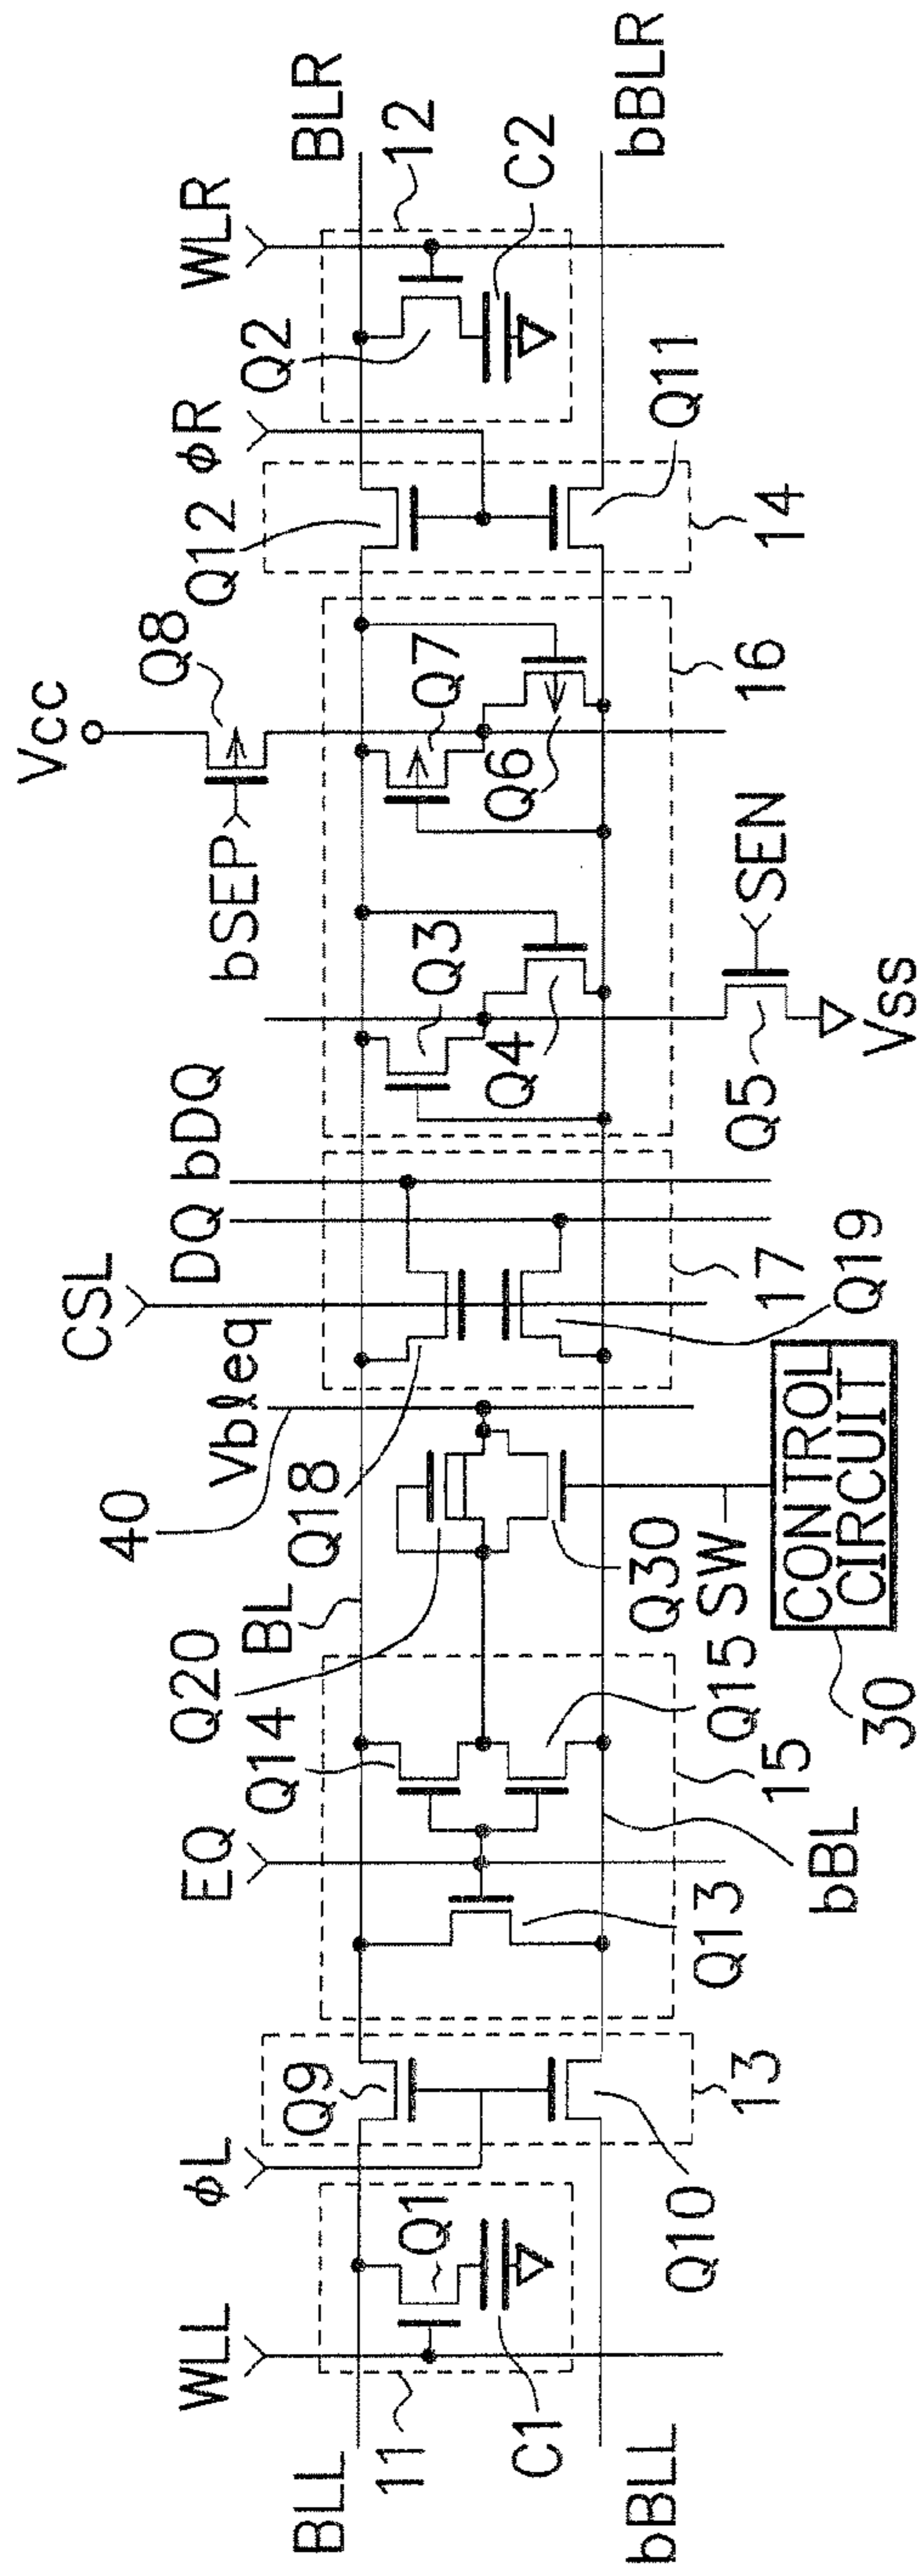 Vcc
WLL
φL
EQ
Vbℓeq
CSL
DQ
bDQ
bSEP
Q8
φR
WLR
40
Q20
Q14
BL
Q18
Q12
Q2
12
BLL
Q9
BLR
Q1
Q3
Q7
11
C1
Q4
Q6
C2
bBLL
Q10
13
Q13
bBL
15
Q15
Q30
SW
17
Q19
Q5
SEN
Vss
16
14
Q11
bBLR
30
CONTROL
CIRCUIT